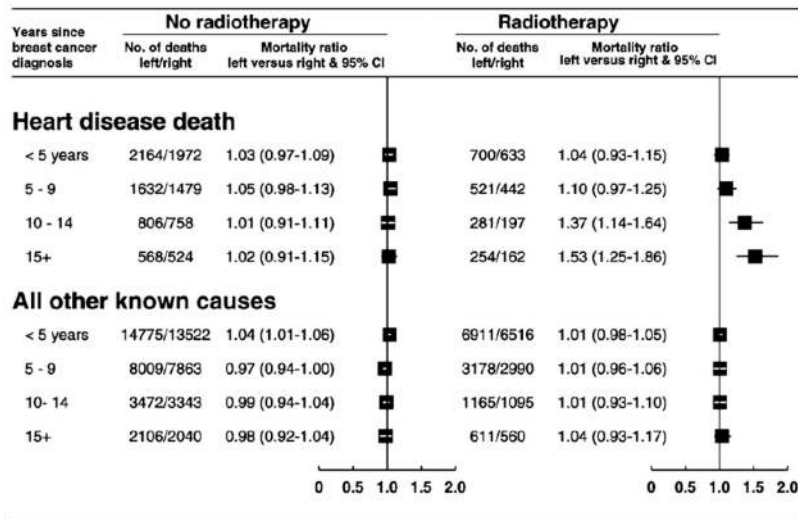 No radiotherapy Radiotherapy
Years since breast cancer diagnosis No. of deaths left/right Mortality ratio left versus right & 95% CI No. of deaths left/right Mortality ratio left versus right & 95% CI
Heart disease death
< 5 years 2164/1972 1.03 (0.97-1.09) 700/633 1.04 (0.93-1.15)
5 - 9 1632/1479 1.05 (0.98-1.13) 521/442 1.10 (0.97-1.25)
10 - 14 806/758 1.01 (0.91-1.11) 281/197 1.37 (1.14-1.64)
15+ 568/524 1.02 (0.91-1.15) 254/162 1.53 (1.25-1.86)
All other known causes
< 5 years 14775/13522 1.04 (1.01-1.06) 6911/6516 1.01 (0.98-1.05)
5 - 9 8009/7863 0.97 (0.94-1.00) 3178/2990 1.01 (0.96-1.06)
10- 14 3472/3343 0.99 (0.94-1.04) 1165/1095 1.01 (0.93-1.10)
15+ 2106/2040 0.98 (0.92-1.04) 611/560 1.04 (0.93-1.17)
0 0.5 1.0 1.5 2.0 0 0.5 1.0 1.5 2.0